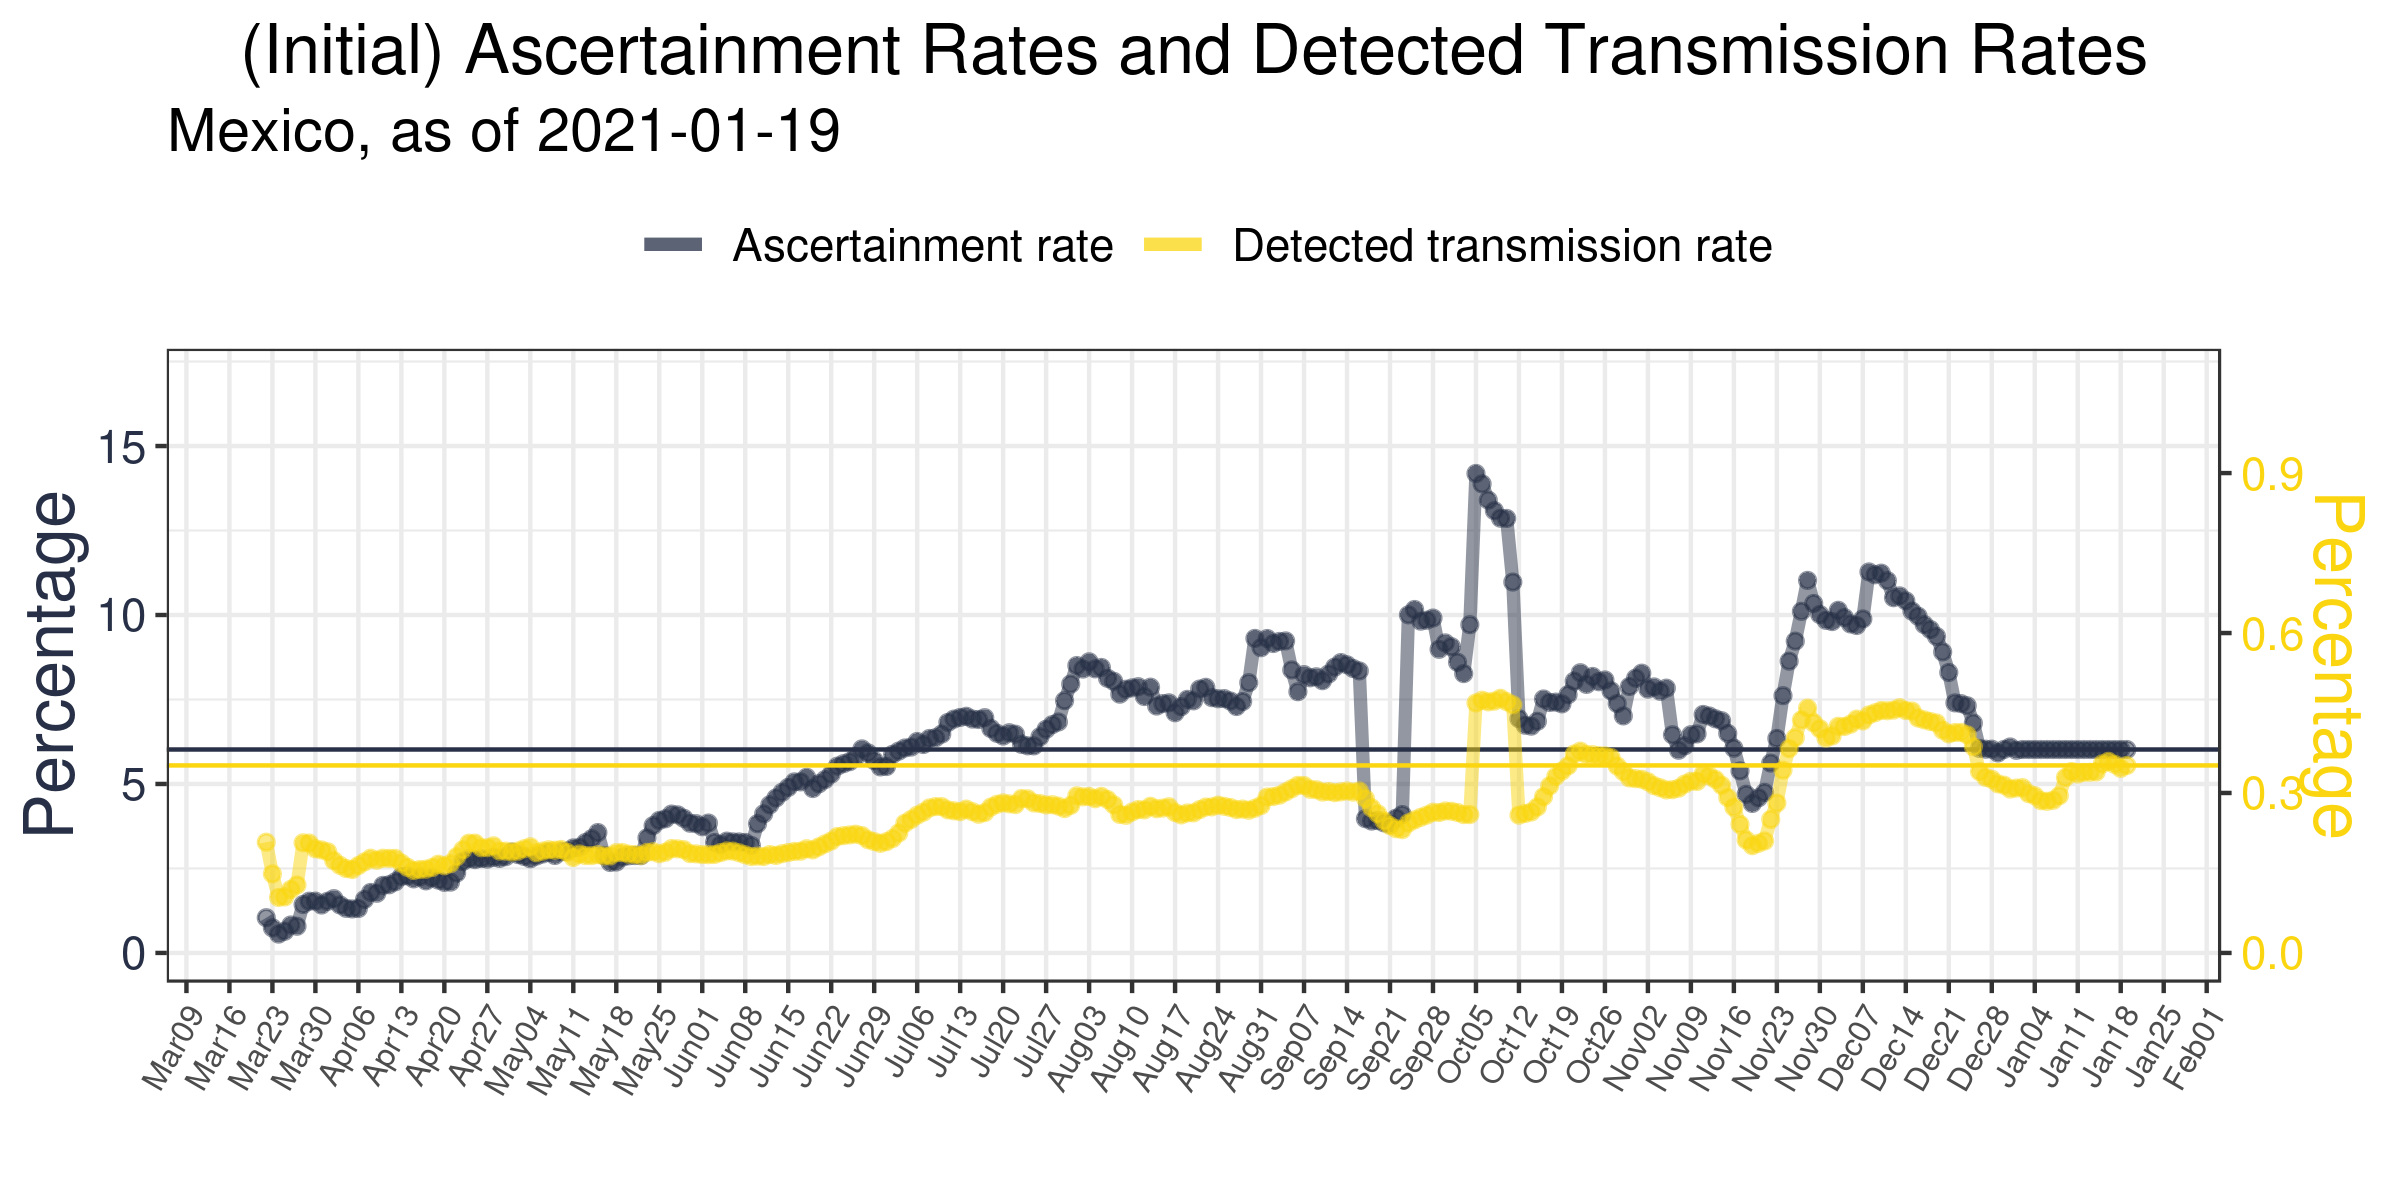 (Initial) Ascertainment Rates and Detected Transmission Rates
Mexico, as of 2021-01-19
Ascertainment rate
Detected transmission rate
Percentage
15
10
5
0
0.9
0.6
0.3
0.0
Percentage
Mar09
Mar16
Mar23
Mar30
Apr06
Apr13
Apr20
Apr27
May04
May11
May18
May25
Jun01
Jun08
Jun15
Jun22
Jun29
Jul06
Jul13
Jul20
Jul27
Aug03
Aug10
Aug17
Aug24
Aug31
Sep07
Sep14
Sep21
Sep28
Oct05
Oct12
Oct19
Oct26
Nov02
Nov09
Nov16
Nov23
Nov30
Dec07
Dec14
Dec21
Dec28
Jan04
Jan11
Jan18
Jan25
Feb01